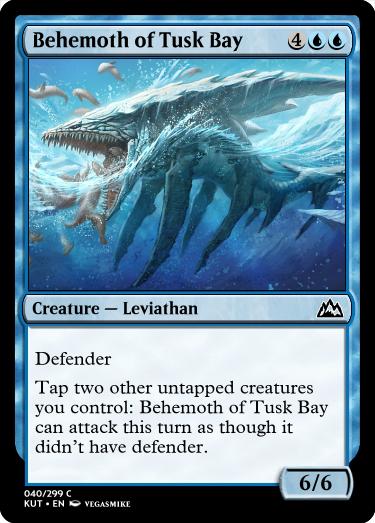 Behemoth of Tusk Bay 4
Creature — Leviathan
Defender
Tap two other untapped creatures
you control: Behemoth of Tusk Bay
can attack this turn as though it
didn't have defender.
6/6
040/299 C
KUT • EN VEGASMIKE